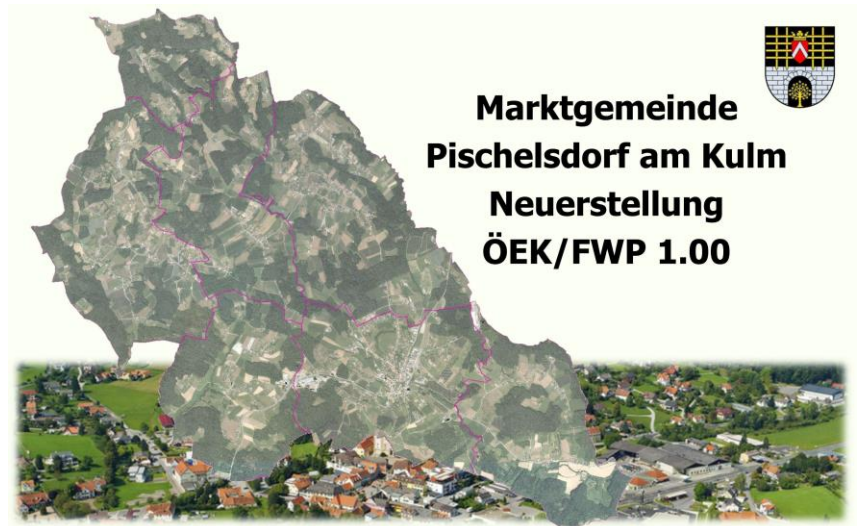 Marktgemeinde
Pischelsdorf am Kulm
Neuerstellung
ÖEK/FWP 1.00